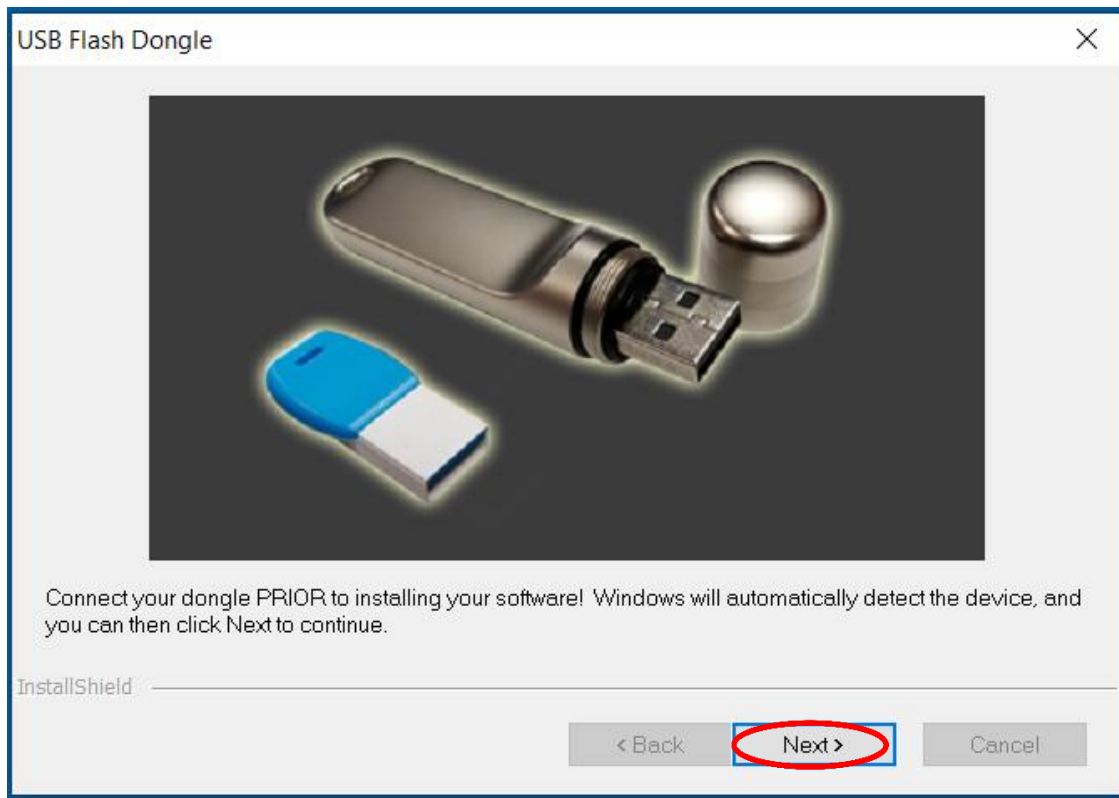 USB Flash Dongle
Connect your dongle PRIOR to installing your software! Windows will automatically detect the device, and
you can then click Next to continue.
InstallShield
< Back Next > Cancel